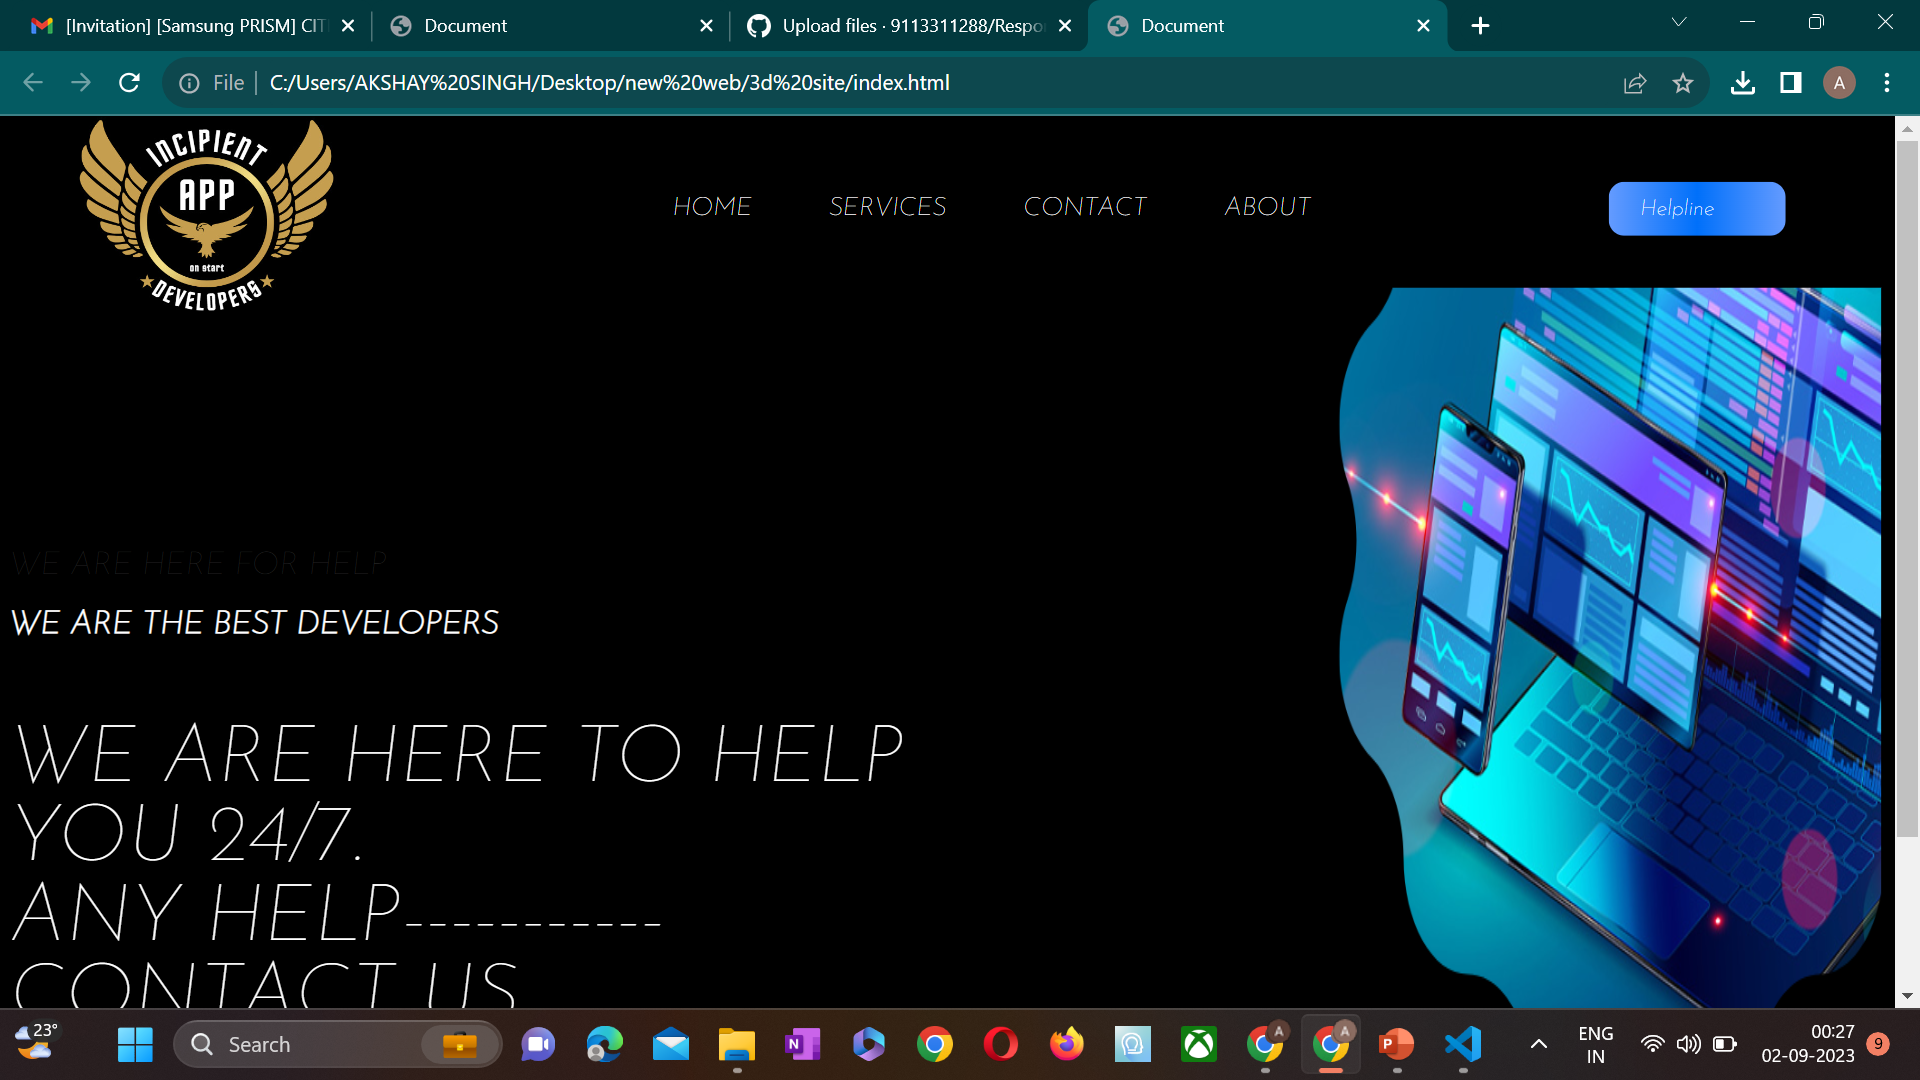 [Invitation] [Samsung PRISM] CIT
Document
Upload files · 9113311288/Respo
Document
File
C:/Users/AKSHAY%20SINGH/Desktop/new%20web/3d%20site/index.html
A
INCIPIENT
APP
on start
DEVELOPERS
HOME
SERVICES
CONTACT
ABOUT
Helpline
WE ARE HERE FOR HELP
WE ARE THE BEST DEVELOPERS
WE ARE HERE TO HELP
YOU 24/7.
ANY HELP-----------
CONTACT US
23°
Search
ENG
IN
00:27
02-09-2023
9